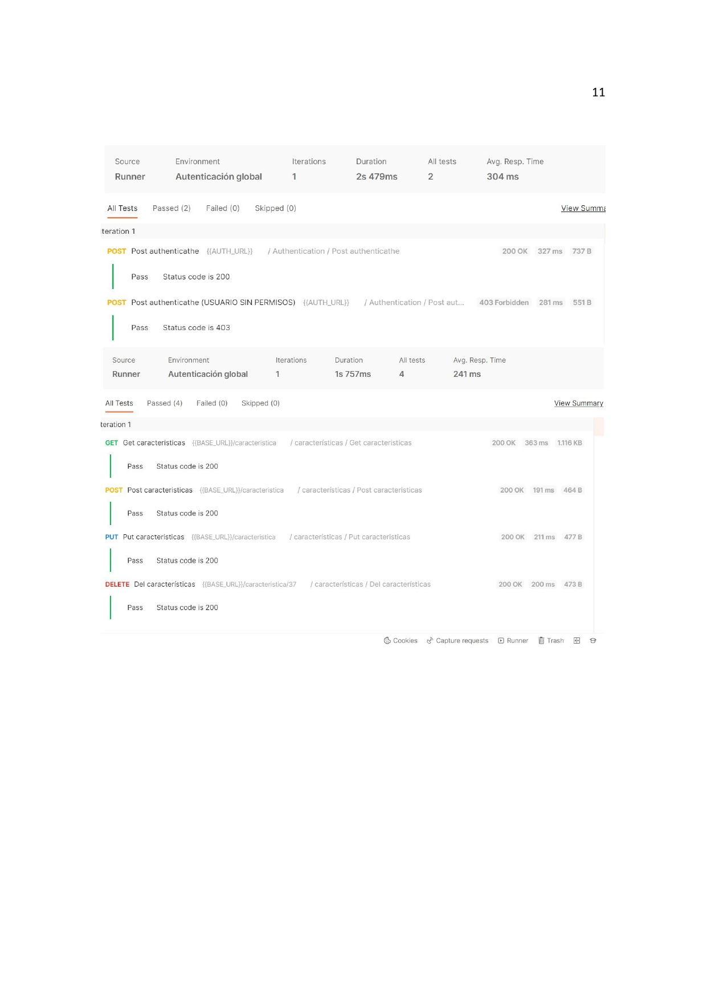 11
Source Environment Iterations Duration All tests Avg. Resp. Time
Runner Autenticación global 1 2s 479ms 2 304 ms
All Tests Passed (2) Failed (0) Skipped (0) View Summa
teration 1
POST Post authenticathe {{AUTH_URL}} / Authentication / Post authenticathe 200 OK 327 ms 737 B
Pass Status code is 200
POST Post authenticathe (USUARIO SIN PERMISOS) {{AUTH_URL}} / Authentication / Post aut... 403 Forbidden 281 ms 551 B
Pass Status code is 403
Source Environment Iterations Duration All tests Avg. Resp. Time
Runner Autenticación global 1 1s 757ms 4 241 ms
All Tests Passed (4) Failed (0) Skipped (0) View Summary
teration 1
GET Get caracteristicas {{BASE_URL}}/caracteristica / características / Get caracteristicas 200 OK 363 ms 1.116 KB
Pass Status code is 200
POST Post caracteristicas {{BASE_URL}}/caracteristica / características / Post caracteristicas 200 OK 191 ms 464 B
Pass Status code is 200
PUT Put caracteristicas {{BASE_URL}}/caracteristica / características / Put caracteristicas 200 OK 211 ms 477 B
Pass Status code is 200
DELETE Del características {{BASE_URL}}/caracteristica/37 / características / Del características 200 OK 200 ms 473 B
Pass Status code is 200
Cookies Capture requests Runner Trash